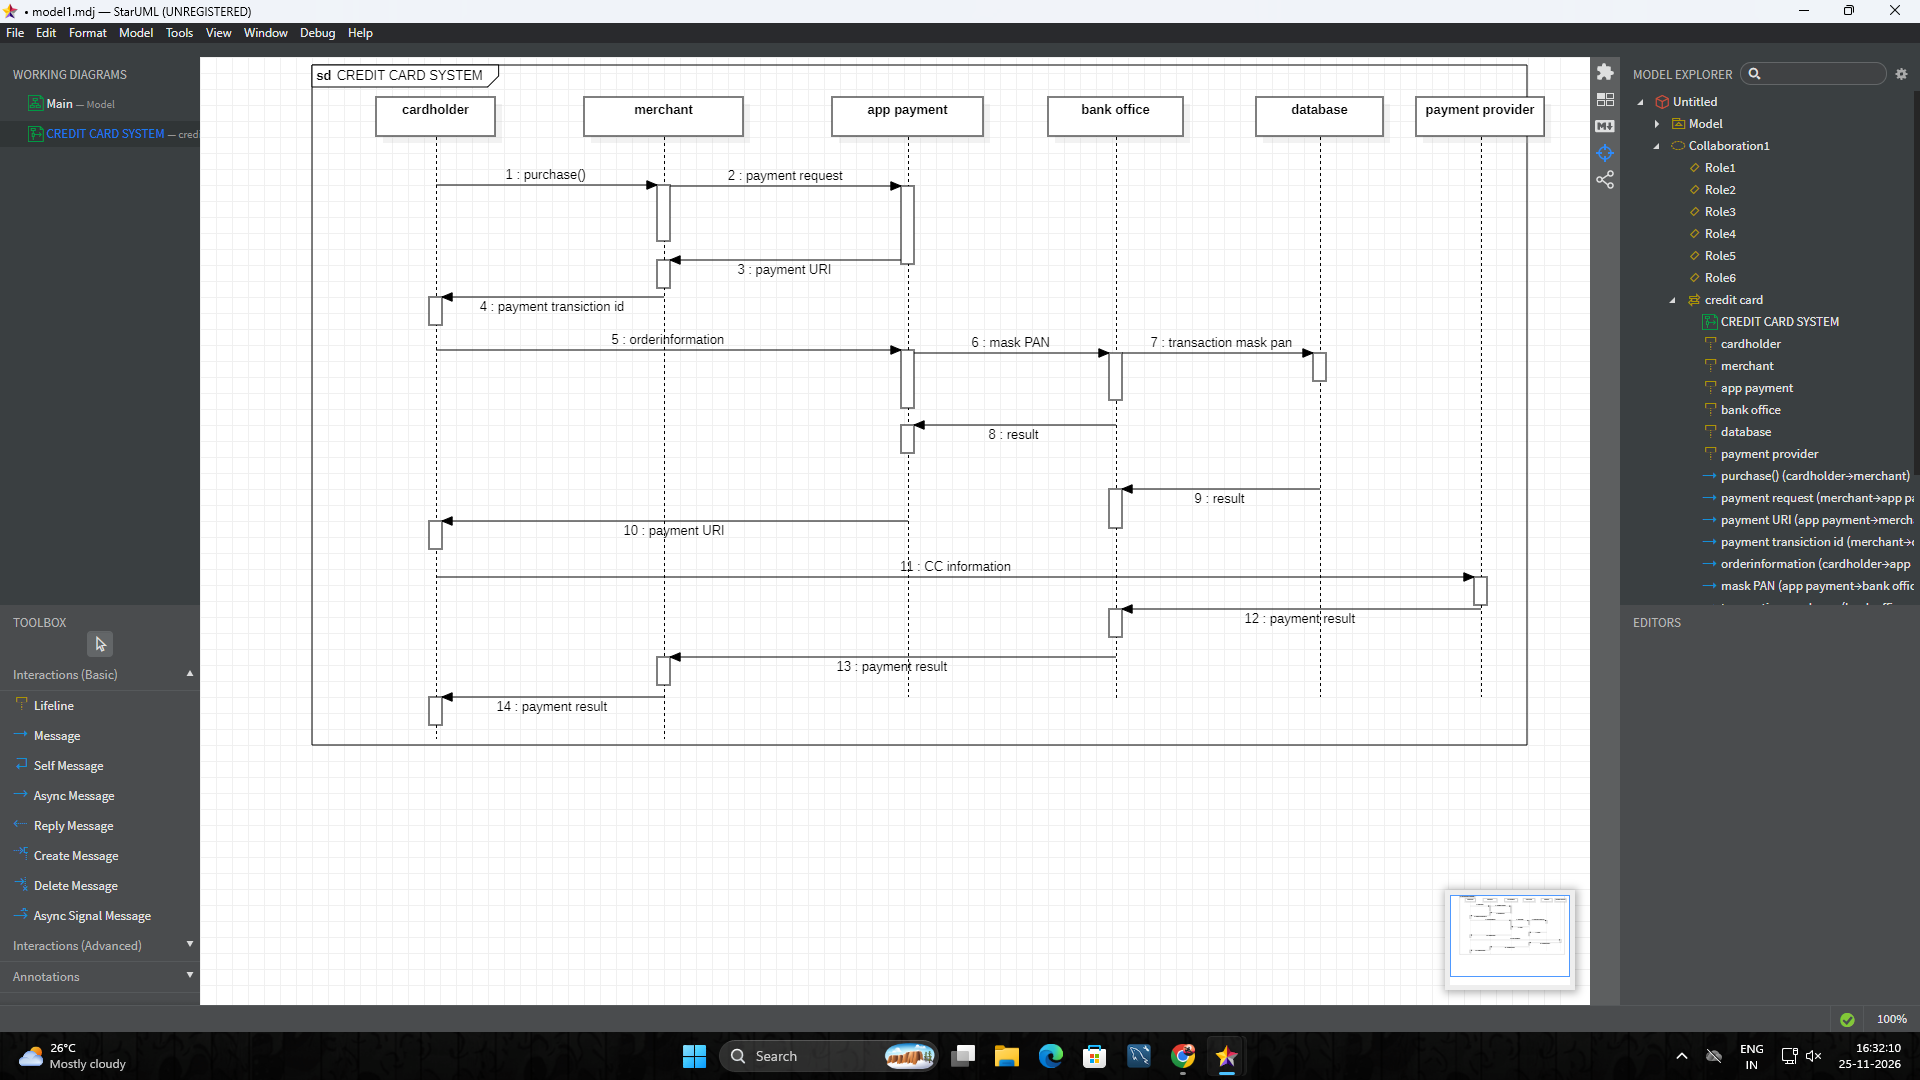 • model1.mdj — StarUML (UNREGISTERED)
File Edit Format Model Tools View Window Debug Help
WORKING DIAGRAMS
Main — Model
CREDIT CARD SYSTEM — cred
TOOLBOX
Interactions (Basic)
Lifeline
Message
Self Message
Async Message
Reply Message
Create Message
Delete Message
Async Signal Message
Interactions (Advanced)
Annotations
sd CREDIT CARD SYSTEM
cardholder
merchant
app payment
bank office
database
payment provider
1 : purchase()
2 : payment request
3 : payment URI
4 : payment transiction id
5 : orderinformation
6 : mask PAN
7 : transaction mask pan
8 : result
9 : result
10 : payment URI
11 : CC information
12 : payment result
13 : payment result
14 : payment result
MODEL EXPLORER
Untitled
Model
Collaboration1
Role1
Role2
Role3
Role4
Role5
Role6
credit card
CREDIT CARD SYSTEM
cardholder
merchant
app payment
bank office
database
payment provider
purchase() (cardholder→merchant)
payment request (merchant→app pa
payment URI (app payment→merch
payment transiction id (merchant→c
orderinformation (cardholder→app
mask PAN (app payment→bank offic
EDITORS
100%
26°C
Mostly cloudy
Search
ENG
IN
16:32:10
25-11-2026